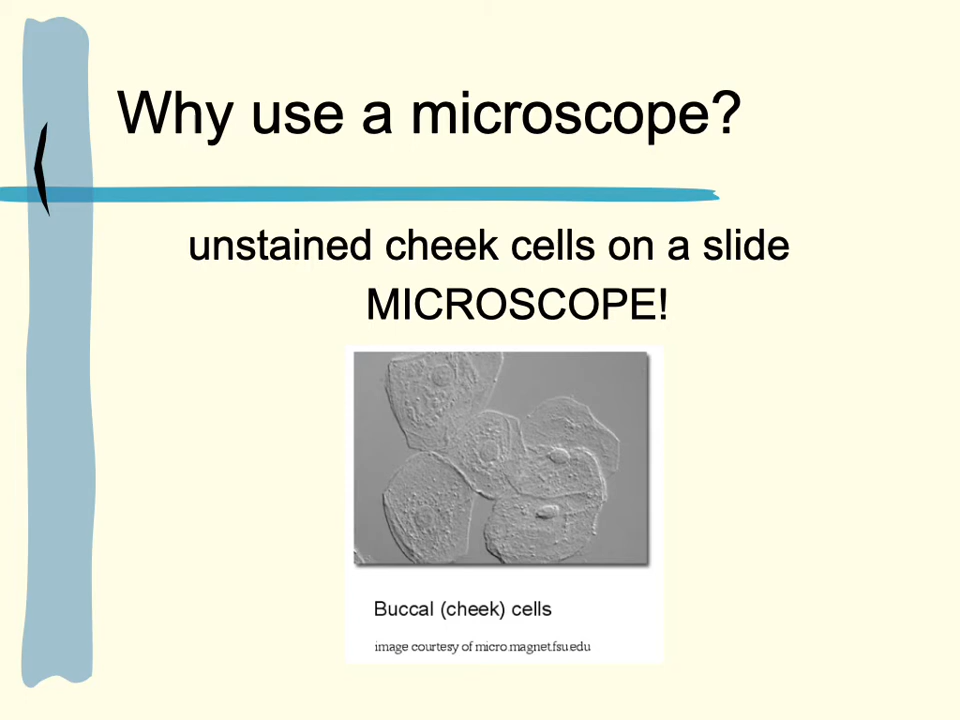 Why use a microscope?
unstained cheek cells on a slide
MICROSCOPE!
Buccal (cheek) cells
image courtesy of micro.magnet.fsu.edu